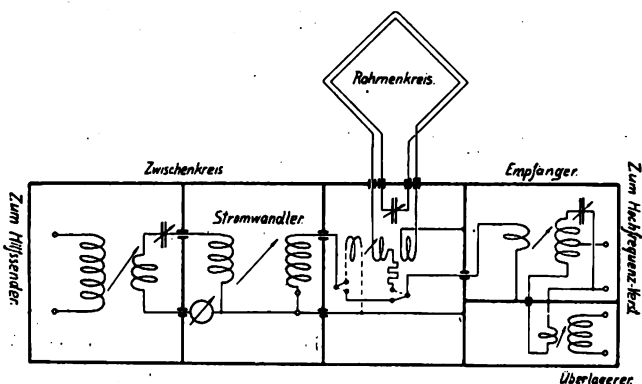 Rahmenkreis.
Zwischenkreis
Empfänger.
Stromwandler.
Zum Hilfssender.
Zum Hochfrequenz-Verst
Überlagerer